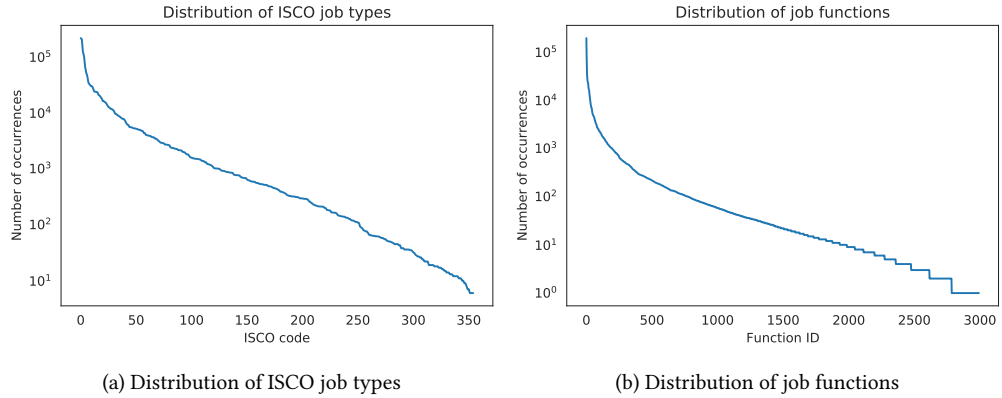 Distribution of ISCO job types
Number of occurrences
10^5
10^4
10^3
10^2
10^1
0 50 100 150 200 250 300 350
ISCO code
(a) Distribution of ISCO job types
Distribution of job functions
Number of occurrences
10^5
10^4
10^3
10^2
10^1
10^0
0 500 1000 1500 2000 2500 3000
Function ID
(b) Distribution of job functions